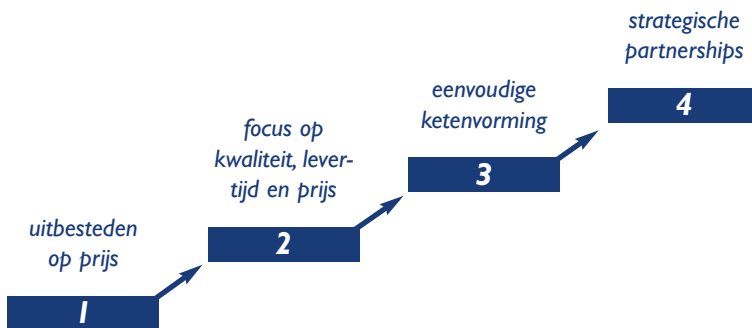 uitbesteden
op prijs
1
focus op
kwaliteit, lever-
tijd en prijs
2
eenvoudige
ketenvorming
3
strategische
partnerships
4